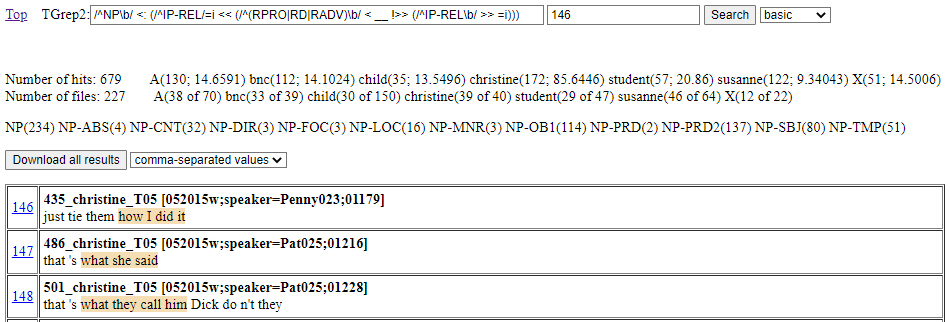 Top TGrep2: /^NP\b/ <: (/^IP-REL/=i << (/^(RPRO|RD|RADV)\b/ < __ !>> (/^IP-REL\b/ >> =i))) 146 Search basic
Number of hits: 679 A(130; 14.6591) bnc(112; 14.1024) child(35; 13.5496) christine(172; 85.6446) student(57; 20.86) susanne(122; 9.34043) X(51; 14.5006)
Number of files: 227 A(38 of 70) bnc(33 of 39) child(30 of 150) christine(39 of 40) student(29 of 47) susanne(46 of 64) X(12 of 22)
NP(234) NP-ABS(4) NP-CNT(32) NP-DIR(3) NP-FOC(3) NP-LOC(16) NP-MNR(3) NP-OB1(114) NP-PRD(2) NP-PRD2(137) NP-SBJ(80) NP-TMP(51)
Download all results comma-separated values
146 435_christine_T05 [052015w;speaker=Penny023;01179]
just tie them how I did it
147 486_christine_T05 [052015w;speaker=Pat025;01216]
that 's what she said
148 501_christine_T05 [052015w;speaker=Pat025;01228]
that 's what they call him Dick do n't they